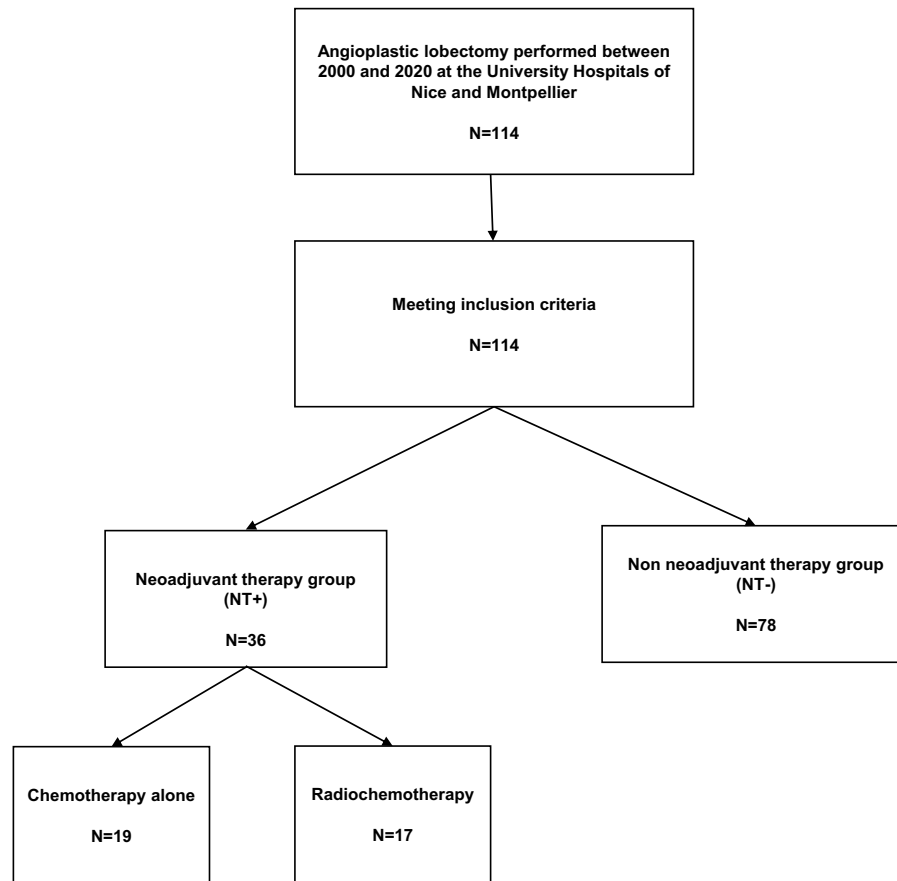 Angioplastic lobectomy performed between
2000 and 2020 at the University Hospitals of
Nice and Montpellier
N=114
Meeting inclusion criteria
N=114
Neoadjuvant therapy group
(NT+)
N=36
Non neoadjuvant therapy group
(NT-)
N=78
Chemotherapy alone
N=19
Radiochemotherapy
N=17